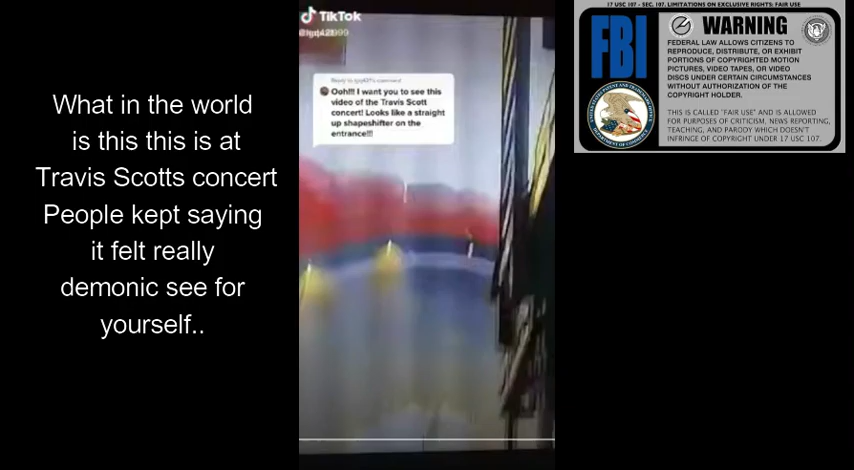 What in the world
is this this is at
Travis Scotts concert
People kept saying
it felt really
demonic see for
yourself..
TikTok
Ooh!!! I want you to see this
video of the Travis Scott
concert! Looks like a straight
up shapeshifter on the
entrance!!!
17 USC 107 - SEC. 107. LIMITATIONS ON EXCLUSIVE RIGHTS: FAIR USE
FBI
WARNING
FEDERAL LAW ALLOWS CITIZENS TO
REPRODUCE, DISTRIBUTE, OR EXHIBIT
PORTIONS OF COPYRIGHTED MOTION
PICTURES, VIDEO TAPES, OR VIDEO
DISCS UNDER CERTAIN CIRCUMSTANCES
WITHOUT AUTHORIZATION OF THE
COPYRIGHT HOLDER.
THIS IS CALLED "FAIR USE" AND IS ALLOWED
FOR PURPOSES OF CRITICISM, NEWS REPORTING,
TEACHING, AND PARODY WHICH DOESN'T
INFRINGE OF COPYRIGHT UNDER 17 USC 107.